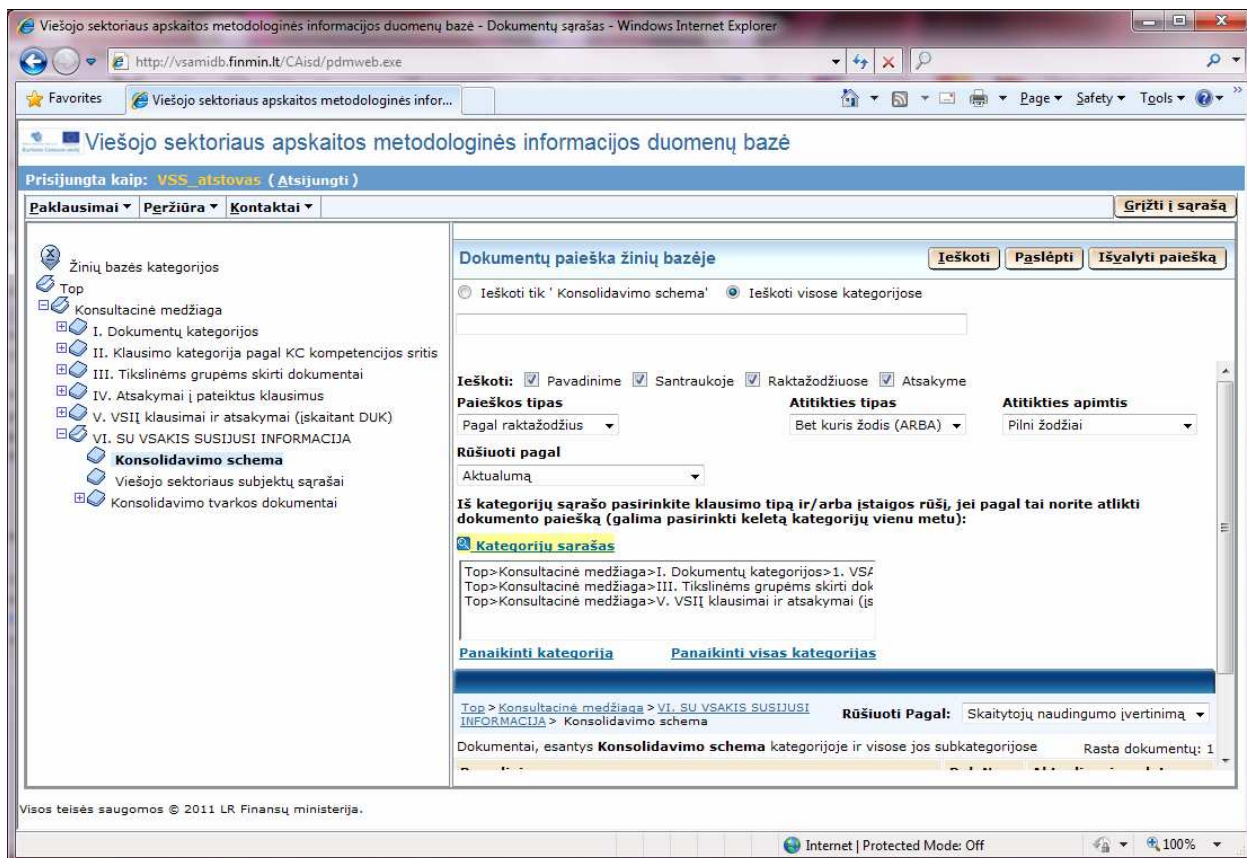 Viešojo sektoriaus apskaitos metodologinės informacijos duomenų bazė - Dokumentų sąrašas - Windows Internet Explorer
http://vsamidb.finmin.lt/CAisd/pdmweb.exe
Favorites
Viešojo sektoriaus apskaitos metodologinės infor...
Page
Safety
Tools
Viešojo sektoriaus apskaitos metodologinės informacijos duomenų bazė
Prisijungta kaip: VSS_atstovas ( Atsijungti )
Paklausimai
Peržiūra
Kontaktai
Grįžti į sąrašą
Žinių bazės kategorijos
Top
Konsultacinė medžiaga
I. Dokumentų kategorijos
II. Klausimo kategorija pagal KC kompetencijos sritis
III. Tikslinėms grupėms skirti dokumentai
IV. Atsakymai į pateiktus klausimus
V. VSIĮ klausimai ir atsakymai (įskaitant DUK)
VI. SU VSAKIS SUSIJUSI INFORMACIJA
Konsolidavimo schema
Viešojo sektoriaus subjektų sąrašai
Konsolidavimo tvarkos dokumentai
Dokumentų paieška žinių bazėje
Ieškoti
Paslėpti
Išvalyti paiešką
Ieškoti tik ' Konsolidavimo schema'
Ieškoti visose kategorijose
Ieškoti: Pavadinime Santraukoje Raktažodžiuose Atsakyme
Paieškos tipas Atitikties tipas Atitikties apimtis
Pagal raktažodžius Bet kuris žodis (ARBA) Pilni žodžiai
Rūšiuoti pagal
Aktualumą
Iš kategorijų sąrašo pasirinkite klausimo tipą ir/arba įstaigos rūšį, jei pagal tai norite atlikti
dokumento paiešką (galima pasirinkti keletą kategorijų vienu metu):
Kategorijų sąrašas
Top>Konsultacinė medžiaga>I. Dokumentų kategorijos>1. VSA
Top>Konsultacinė medžiaga>III. Tikslinėms grupėms skirti dok
Top>Konsultacinė medžiaga>V. VSIĮ klausimai ir atsakymai (įs
Panaikinti kategoriją
Panaikinti visas kategorijas
Top > Konsultacinė medžiaga > VI. SU VSAKIS SUSIJUSI
INFORMACIJA > Konsolidavimo schema
Rūšiuoti Pagal: Skaitytojų naudingumo įvertinimą
Dokumentai, esantys Konsolidavimo schema kategorijoje ir visose jos subkategorijose
Rasta dokumentų: 1
Visos teisės saugomos © 2011 LR Finansų ministerija.
Internet | Protected Mode: Off
100%